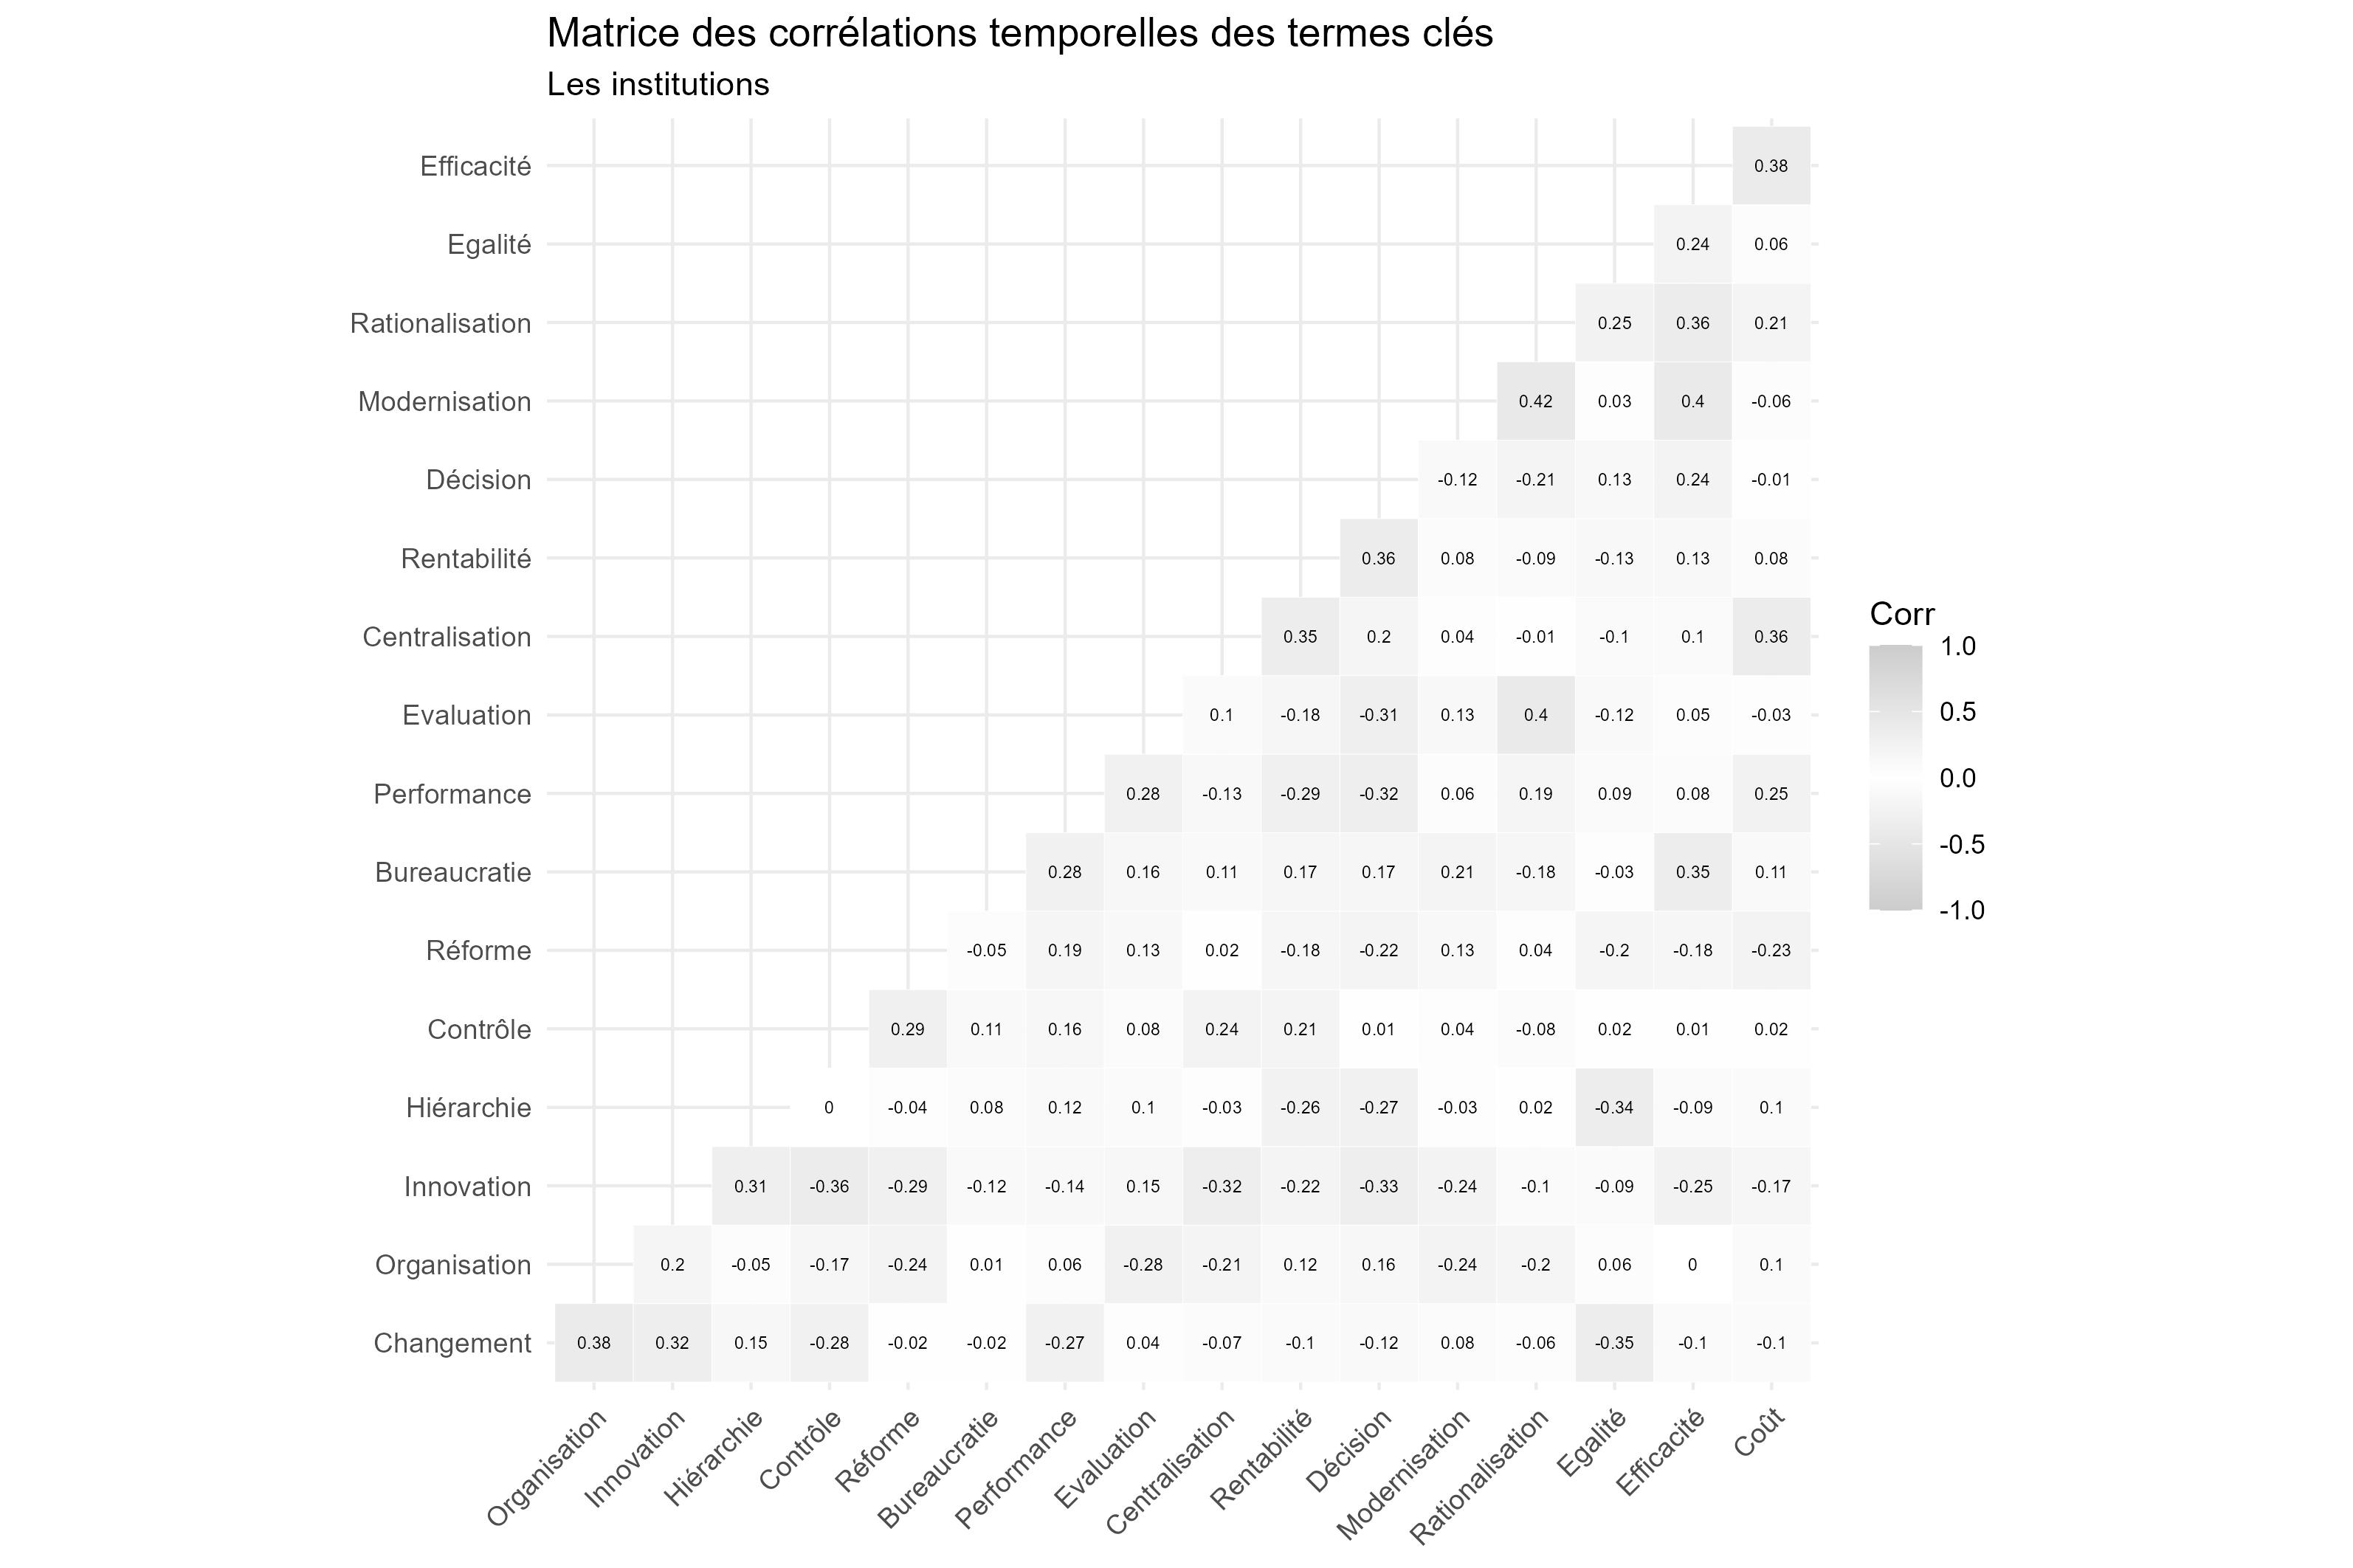 Matrice des corrélations temporelles des termes clés
Les institutions
Efficacité 0.38
Egalité 0.24 0.06
Rationalisation 0.25 0.36 0.21
Modernisation 0.42 0.03 0.4 -0.06
Décision -0.12 -0.21 0.13 0.24 -0.01
Rentabilité 0.36 0.08 -0.09 -0.13 0.13 0.08
Centralisation 0.35 0.2 0.04 -0.01 -0.1 0.1 0.36
Evaluation 0.1 -0.18 -0.31 0.13 0.4 -0.12 0.05 -0.03
Performance 0.28 -0.13 -0.29 -0.32 0.06 0.19 0.09 0.08 0.25
Bureaucratie 0.28 0.16 0.11 0.17 0.17 0.21 -0.18 -0.03 0.35 0.11
Réforme -0.05 0.19 0.13 0.02 -0.18 -0.22 0.13 0.04 -0.2 -0.18 -0.23
Contrôle 0.29 0.11 0.16 0.08 0.24 0.21 0.01 0.04 -0.08 0.02 0.01 0.02
Hiérarchie 0 -0.04 0.08 0.12 0.1 -0.03 -0.26 -0.27 -0.03 0.02 -0.34 -0.09 0.1
Innovation 0.31 -0.36 -0.29 -0.12 -0.14 0.15 -0.32 -0.22 -0.33 -0.24 -0.1 -0.09 -0.25 -0.17
Organisation 0.2 -0.05 -0.17 -0.24 0.01 0.06 -0.28 -0.21 0.12 0.16 -0.24 -0.2 0.06 0 0.1
Changement 0.38 0.32 0.15 -0.28 -0.02 -0.02 -0.27 0.04 -0.07 -0.1 -0.12 0.08 -0.06 -0.35 -0.1 -0.1
Organisation
Innovation
Hiérarchie
Contrôle
Réforme
Bureaucratie
Performance
Evaluation
Centralisation
Rentabilité
Décision
Modernisation
Rationalisation
Egalité
Efficacité
Coût
Corr
1.0
0.5
0.0
-0.5
-1.0